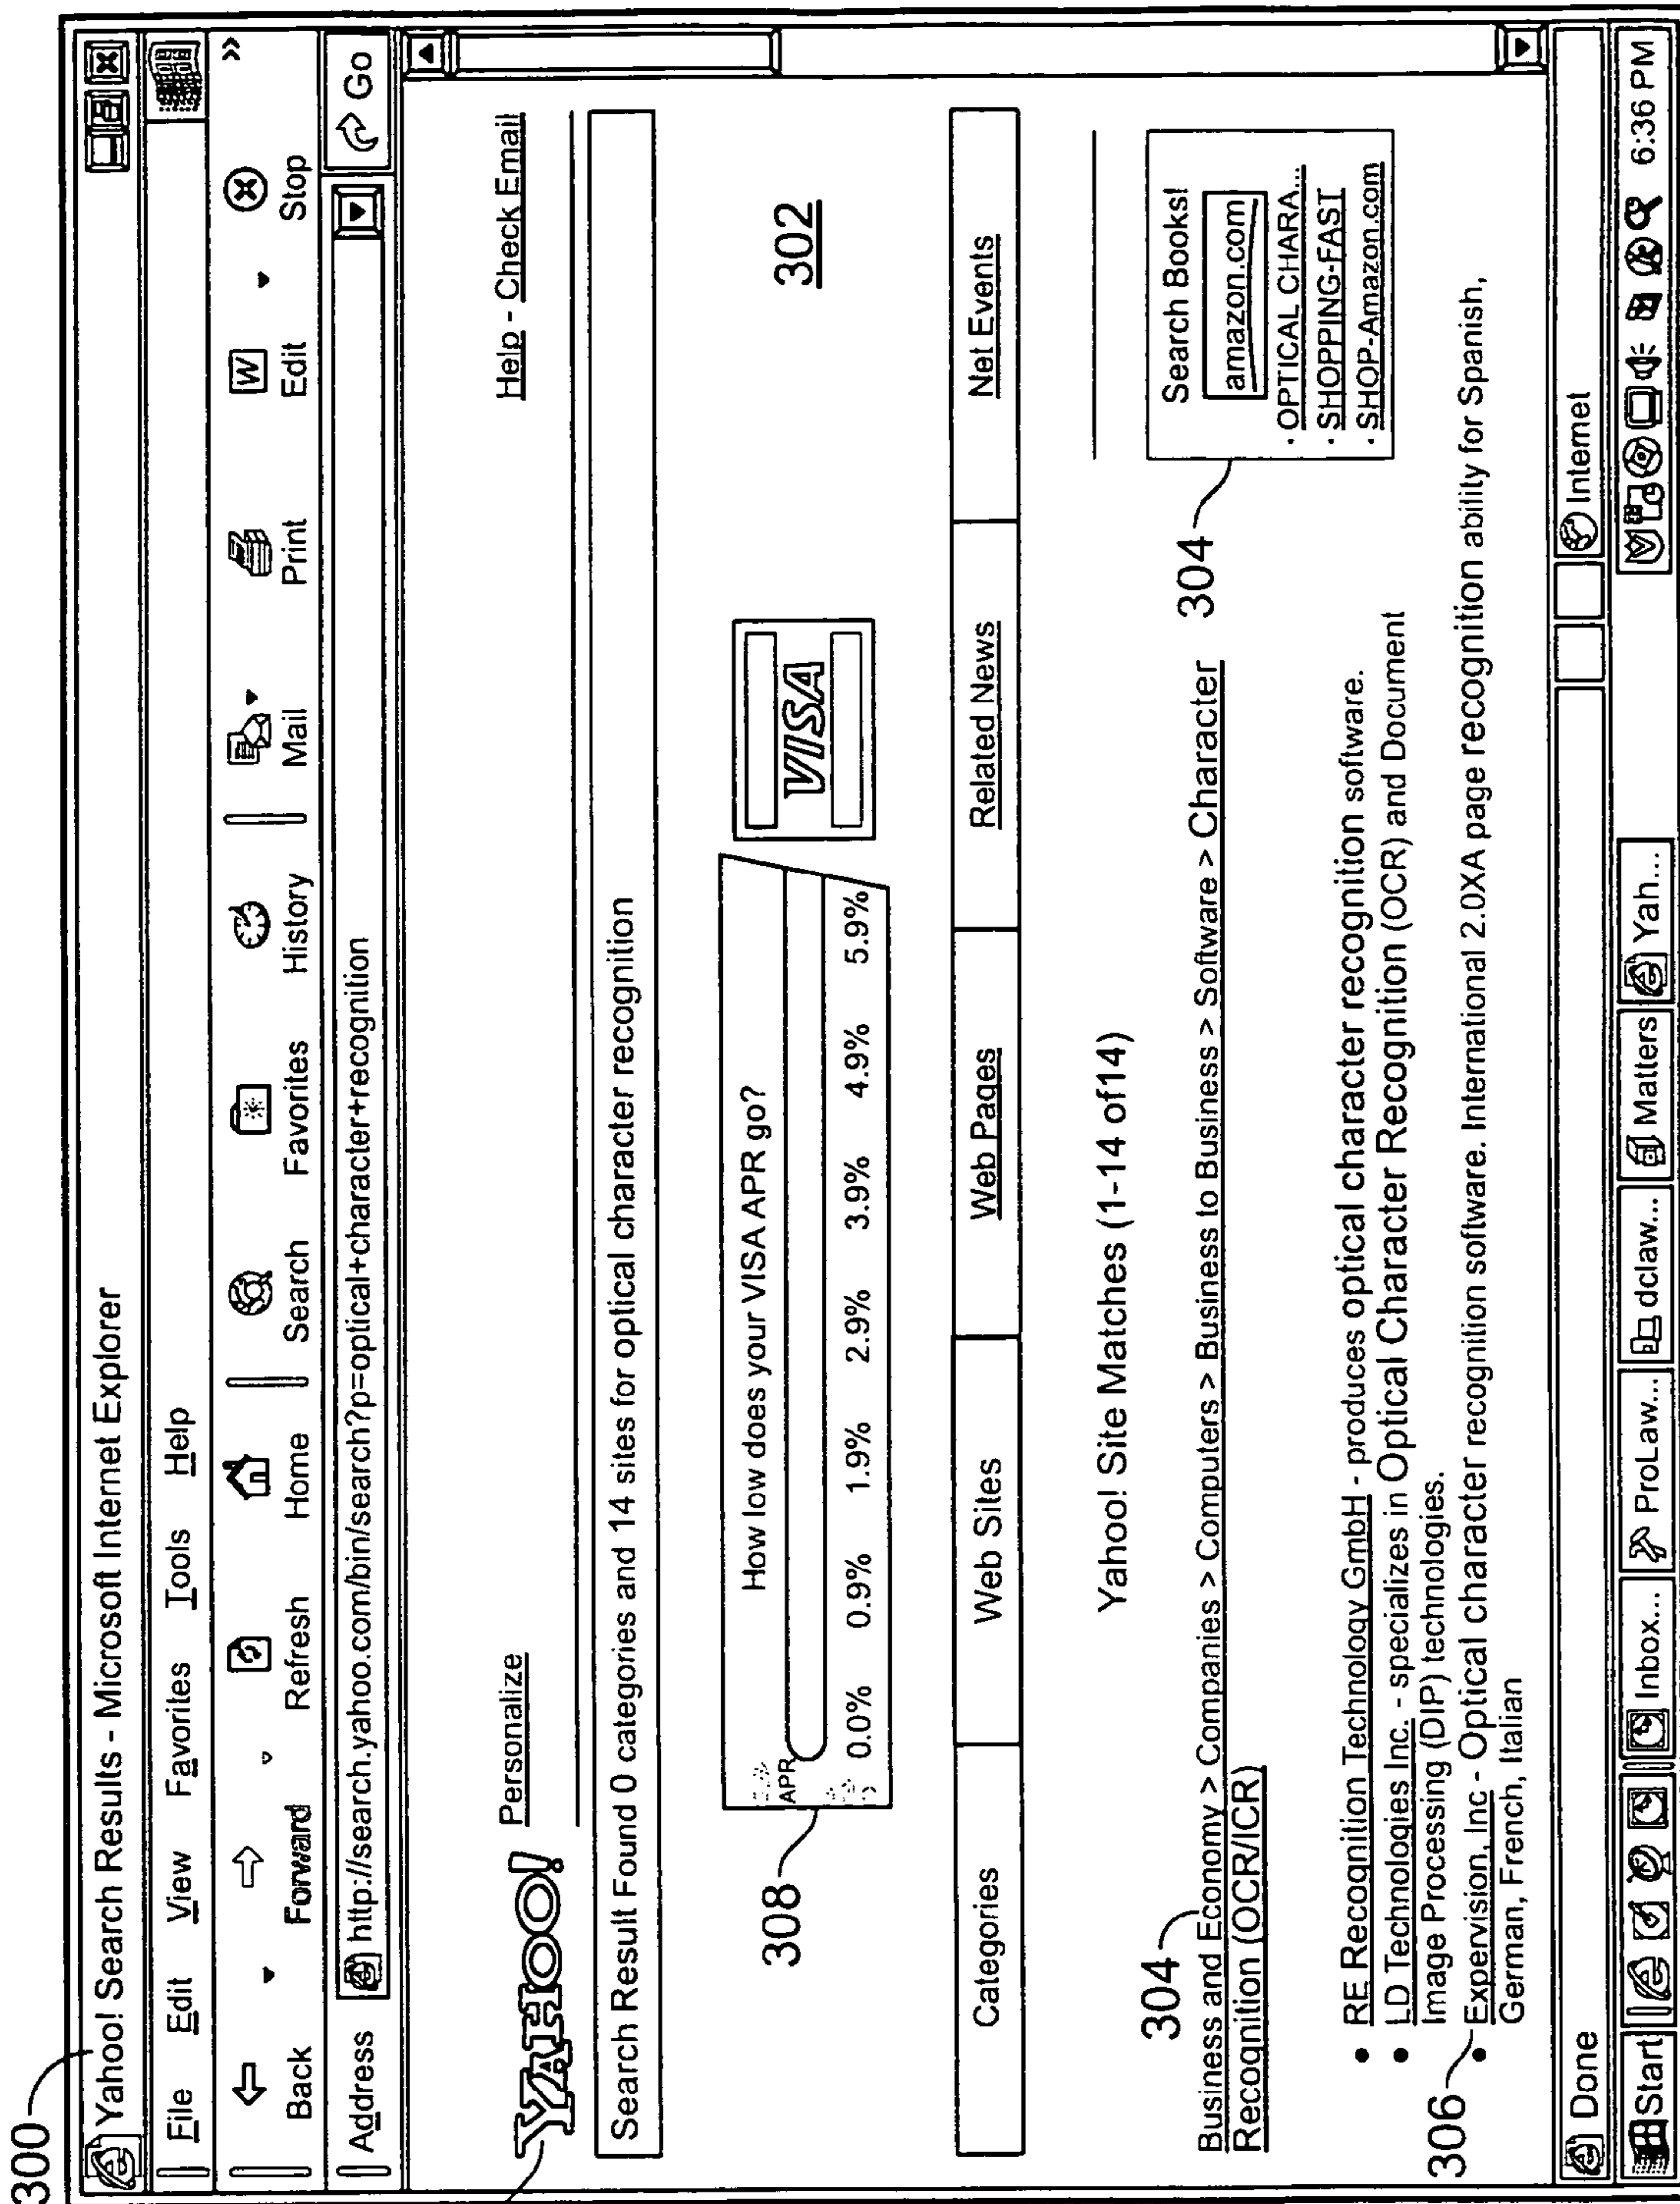 300
Yahoo! Search Results - Microsoft Internet Explorer
File Edit View Favorites Tools Help
Back Forward Refresh Home Search Favorites History Mail Print Edit Stop »
Address http://search.yahoo.com/bin/search?p=optical+character+recognition Go
YAHOO! Personalize Help - Check Email
Search Result Found 0 categories and 14 sites for optical character recognition
How low does your VISA APR go?
APR
0.0% 0.9% 1.9% 2.9% 3.9% 4.9% 5.9%
VISA
308
302
Categories Web Sites Web Pages Related News Net Events
Yahoo! Site Matches (1-14 of14)
304
Business and Economy > Companies > Computers > Business to Business > Software > Character
Recognition (OCR/ICR)
304
Search Books!
amazon.com
· OPTICAL CHARA...
· SHOPPING-FAST
· SHOP-Amazon.com
• RE Recognition Technology GmbH - produces optical character recognition software.
• LD Technologies Inc. - specializes in Optical Character Recognition (OCR) and Document
Image Processing (DIP) technologies.
306
• Expervision, Inc - Optical character recognition software. International 2.0XA page recognition ability for Spanish,
German, French, Italian
Done Internet
Start Inbox... ProLaw... dclaw... Matters Yah... 6:36 PM